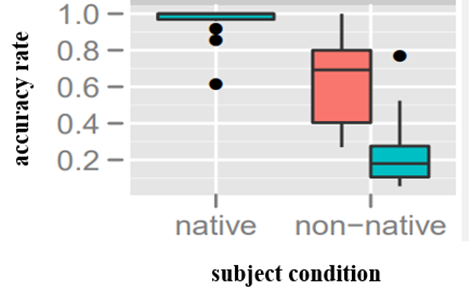 accuracy rate
1.0
0.8
0.6
0.4
0.2
native non−native
subject condition